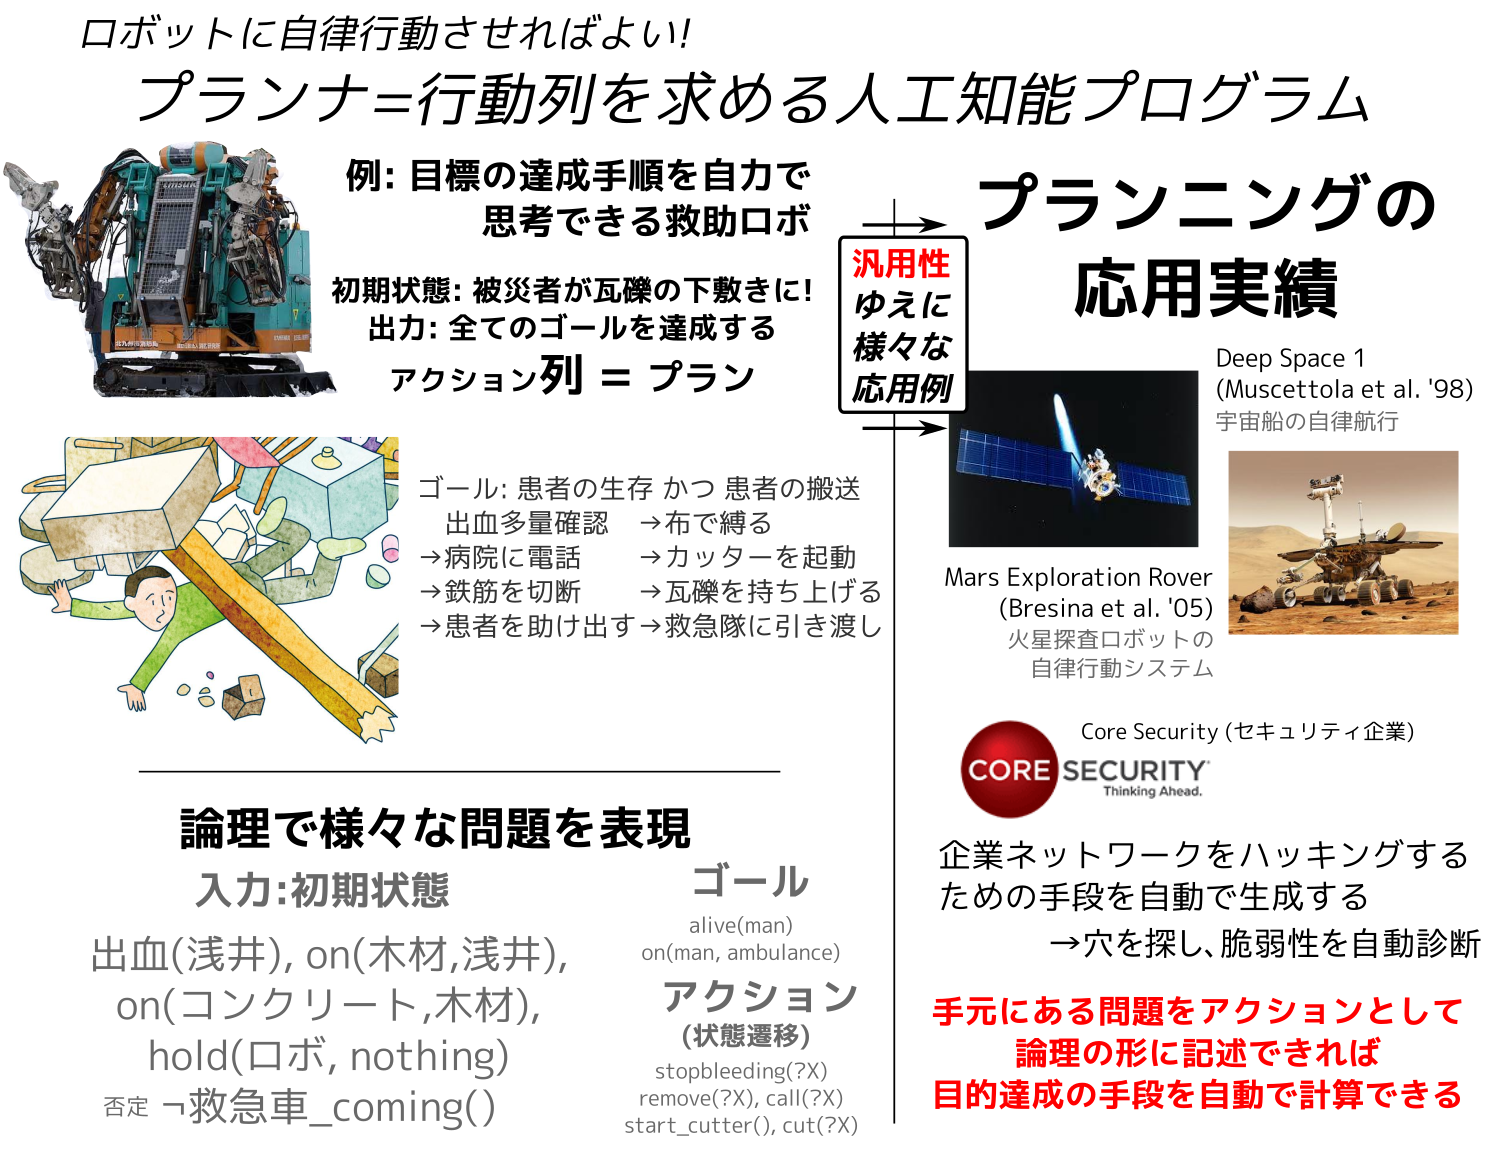 ロボットに自律行動させればよい!
プランナ=行動列を求める人工知能プログラム
例: 目標の達成手順を自力で
思考できる救助ロボ
初期状態: 被災者が瓦礫の下敷きに!
出力: 全てのゴールを達成する
アクション列 = プラン
ゴール: 患者の生存 かつ 患者の搬送
出血多量確認 →布で縛る
→病院に電話 →カッターを起動
→鉄筋を切断 →瓦礫を持ち上げる
→患者を助け出す→救急隊に引き渡し
論理で様々な問題を表現
入力:初期状態
出血(浅井), on(木材,浅井),
on(コンクリート,木材),
hold(ロボ, nothing)
否定 ¬救急車_coming()
ゴール
alive(man)
on(man, ambulance)
アクション
(状態遷移)
stopbleeding(?X)
remove(?X), call(?X)
start_cutter(), cut(?X)
汎用性
ゆえに
様々な
応用例
プランニングの
応用実績
Deep Space 1
(Muscettola et al. '98)
宇宙船の自律航行
Mars Exploration Rover
(Bresina et al. '05)
火星探査ロボットの
自律行動システム
Core Security (セキュリティ企業)
CORE SECURITY
Thinking Ahead.
企業ネットワークをハッキングする
ための手段を自動で生成する
→穴を探し、脆弱性を自動診断
手元にある問題をアクションとして
論理の形に記述できれば
目的達成の手段を自動で計算できる